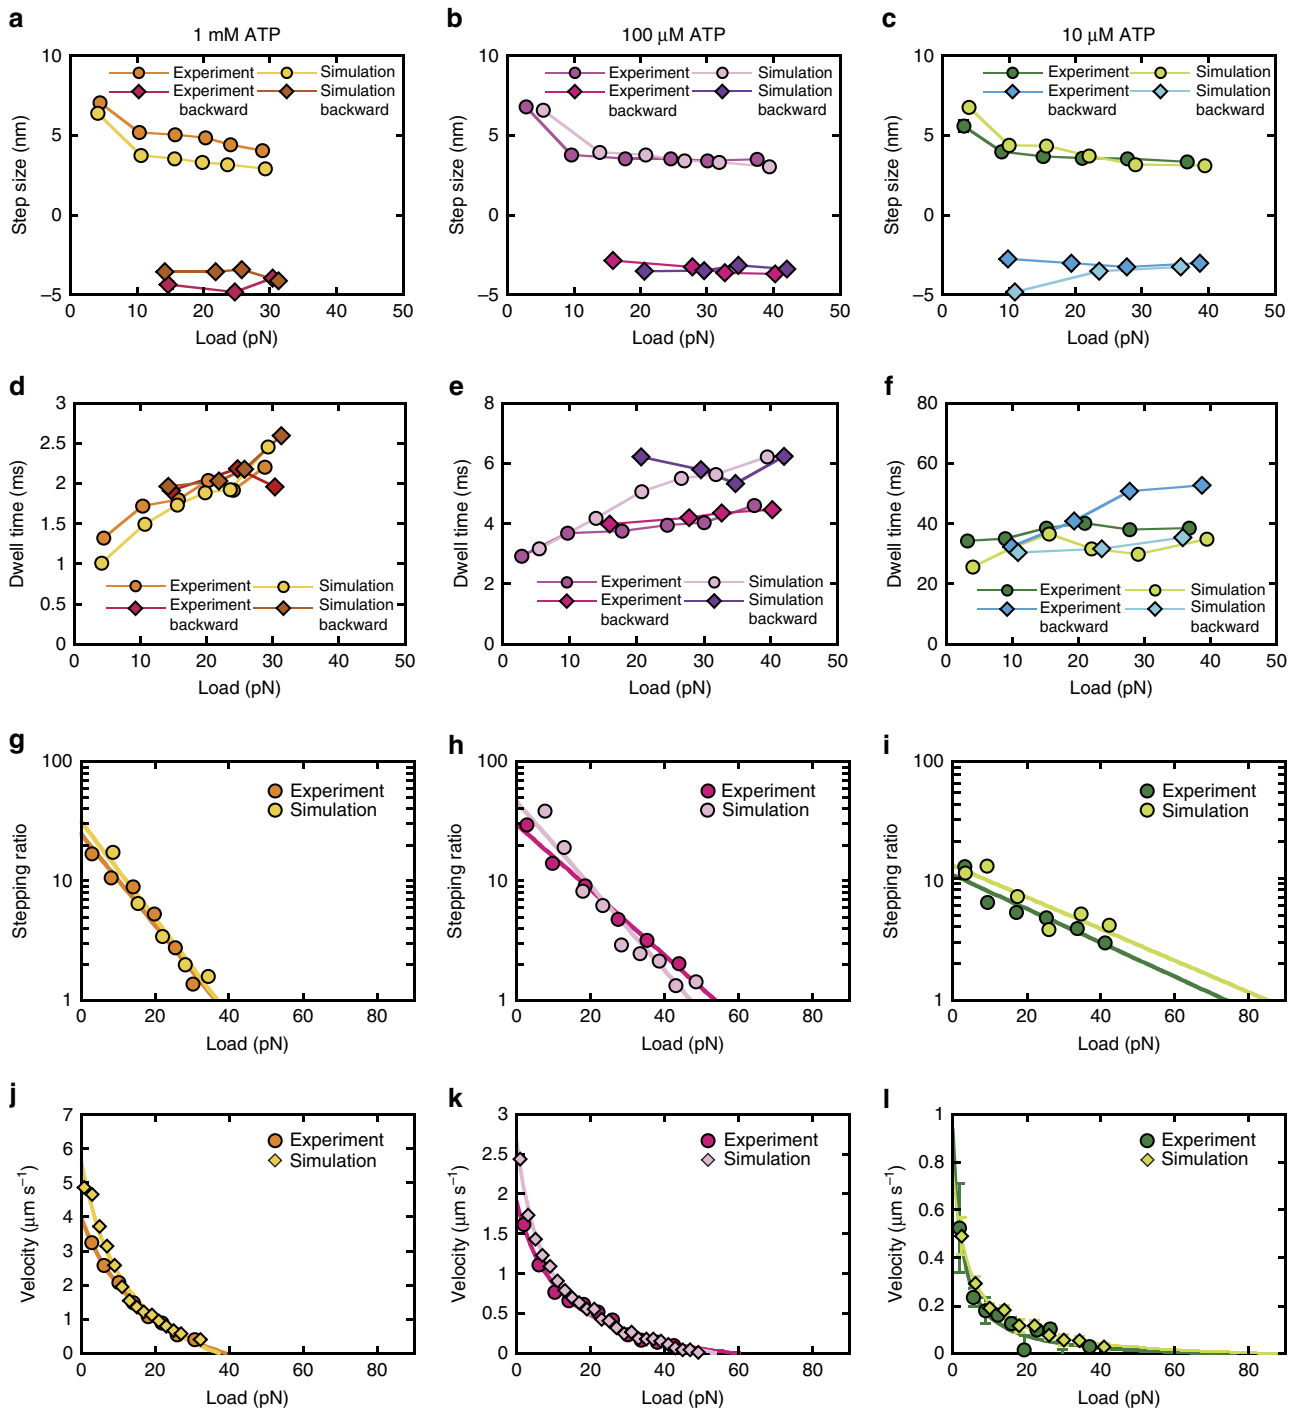 a
1 mM ATP
10
5
0
–5
Step size (nm)
Experiment
Simulation
Experiment
backward
Simulation
backward
0 10 20 30 40 50
Load (pN)
b
100 μM ATP
10
5
0
–5
Step size (nm)
Experiment
Simulation
Experiment
backward
Simulation
backward
0 10 20 30 40 50
Load (pN)
c
10 μM ATP
10
5
0
–5
Step size (nm)
Experiment
Simulation
Experiment
backward
Simulation
backward
0 10 20 30 40 50
Load (pN)
d
3
2.5
2
1.5
1
0.5
0
Dwell time (ms)
Experiment
Simulation
Experiment
backward
Simulation
backward
0 10 20 30 40 50
Load (pN)
e
8
6
4
2
0
Dwell time (ms)
Experiment
Simulation
Experiment
backward
Simulation
backward
0 10 20 30 40 50
Load (pN)
f
80
60
40
20
0
Dwell time (ms)
Experiment
Simulation
Experiment
backward
Simulation
backward
0 10 20 30 40 50
Load (pN)
g
100
10
1
Stepping ratio
Experiment
Simulation
0 20 40 60 80
Load (pN)
h
100
10
1
Stepping ratio
Experiment
Simulation
0 20 40 60 80
Load (pN)
i
100
10
1
Stepping ratio
Experiment
Simulation
0 20 40 60 80
Load (pN)
j
7
6
5
4
3
2
1
0
Velocity (μm s⁻¹)
Experiment
Simulation
0 20 40 60 80
Load (pN)
k
3
2.5
2
1.5
1
0.5
0
Velocity (μm s⁻¹)
Experiment
Simulation
0 20 40 60 80
Load (pN)
l
1
0.8
0.6
0.4
0.2
0
Velocity (μm s⁻¹)
Experiment
Simulation
0 20 40 60 80
Load (pN)